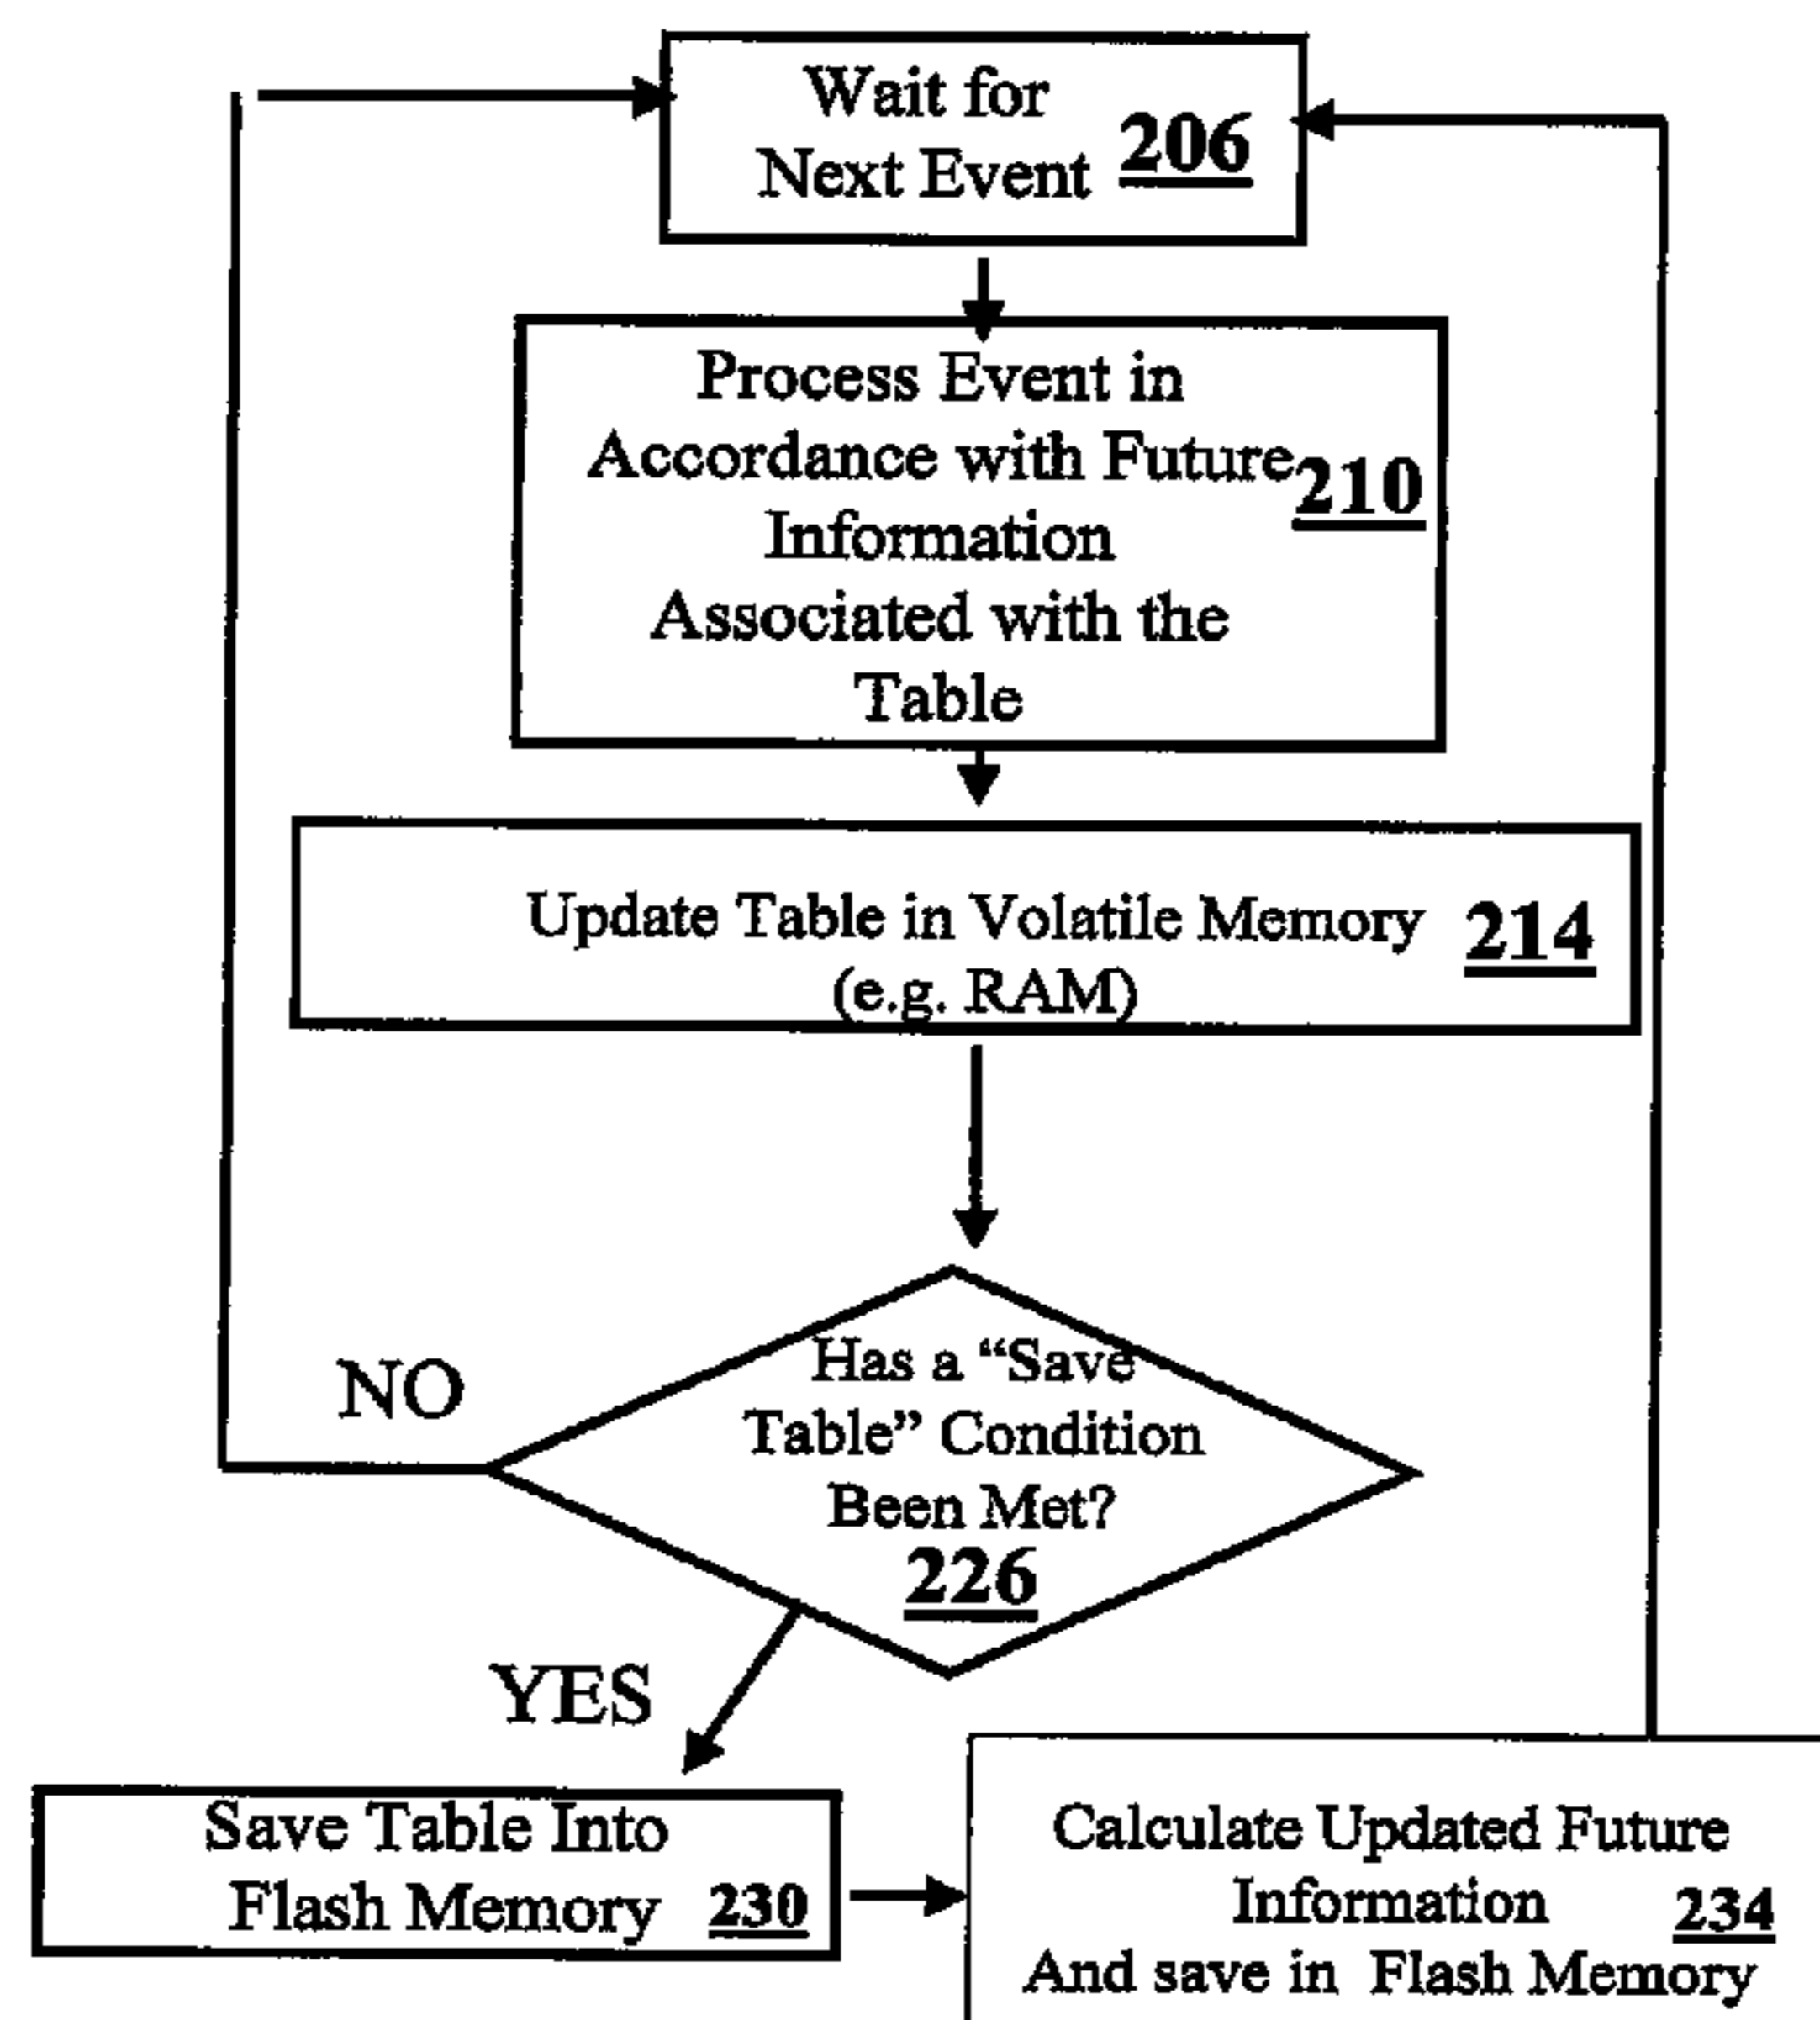 Wait for
Next Event 206
Process Event in
Accordance with Future
210
Information
Associated with the
Table
Update Table in Volatile Memory 214
(e.g. RAM)
Has a “Save
Table” Condition
Been Met?
226
NO
YES
Save Table Into
Flash Memory 230
Calculate Updated Future
Information 234
And save in Flash Memory